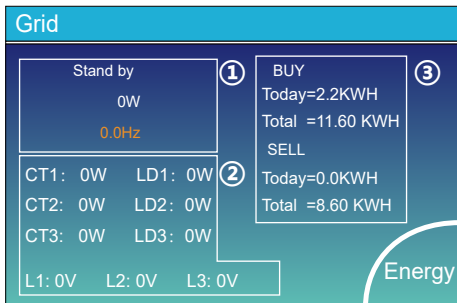 Grid
Stand by
0W
0.0Hz
①
CT1: 0W LD1: 0W
CT2: 0W LD2: 0W
CT3: 0W LD3: 0W
L1: 0V L2: 0V L3: 0V
②
BUY
Today=2.2KWH
Total =11.60 KWH
SELL
Today=0.0KWH
Total =8.60 KWH
③
Energy